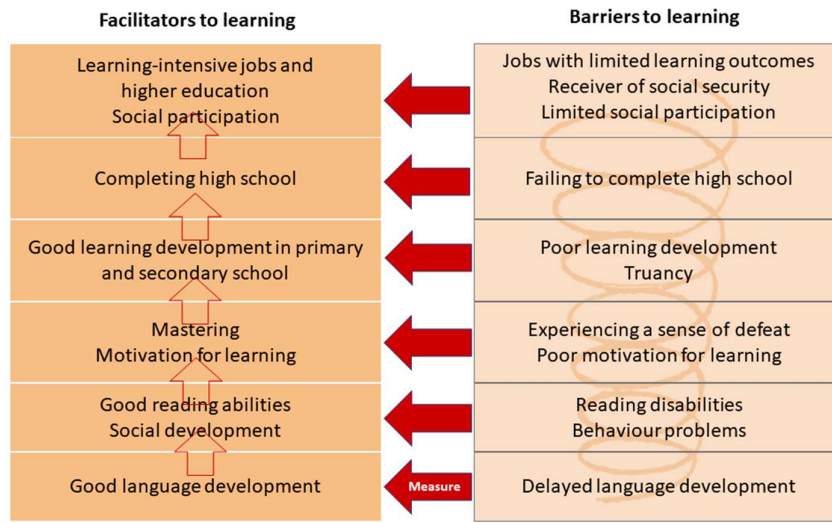 Facilitators to learning
Barriers to learning
Learning-intensive jobs and
higher education
Social participation
Jobs with limited learning outcomes
Receiver of social security
Limited social participation
Completing high school
Failing to complete high school
Good learning development in primary
and secondary school
Poor learning development
Truancy
Mastering
Motivation for learning
Experiencing a sense of defeat
Poor motivation for learning
Good reading abilities
Social development
Reading disabilities
Behaviour problems
Good language development
Measure
Delayed language development